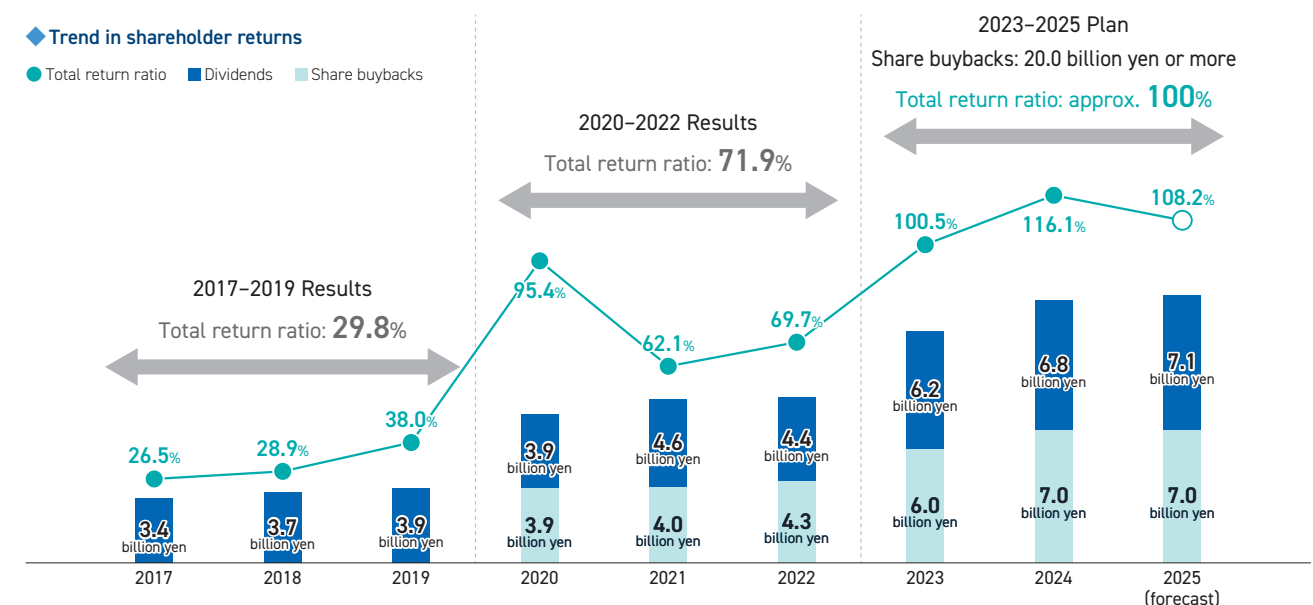 Trend in shareholder returns
Total return ratio Dividends Share buybacks
2017–2019 Results
Total return ratio: 29.8%
2020–2022 Results
Total return ratio: 71.9%
2023–2025 Plan
Share buybacks: 20.0 billion yen or more
Total return ratio: approx. 100%
26.5%
28.9%
38.0%
95.4%
62.1%
69.7%
100.5%
116.1%
108.2%
3.4
billion yen
3.7
billion yen
3.9
billion yen
3.9
billion yen
3.9
billion yen
4.6
billion yen
4.0
billion yen
4.4
billion yen
4.3
billion yen
6.2
billion yen
6.0
billion yen
6.8
billion yen
7.0
billion yen
7.1
billion yen
7.0
billion yen
2017 2018 2019 2020 2021 2022 2023 2024 2025
(forecast)